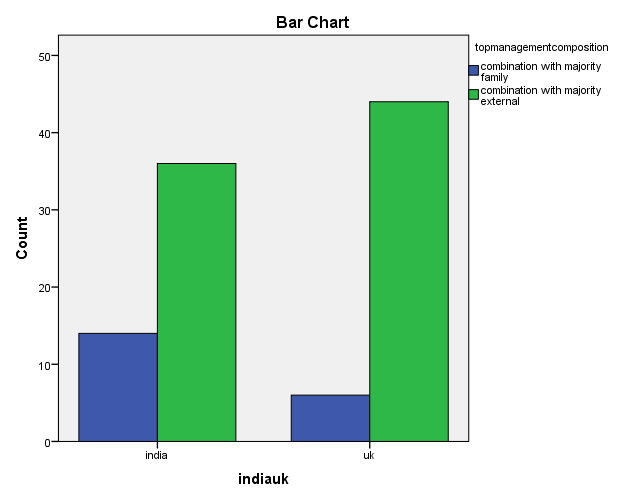 Bar Chart
topmanagementcomposition
combination with majority
family
combination with majority
external
50
40
30
20
10
0
Count
india
uk
indiauk